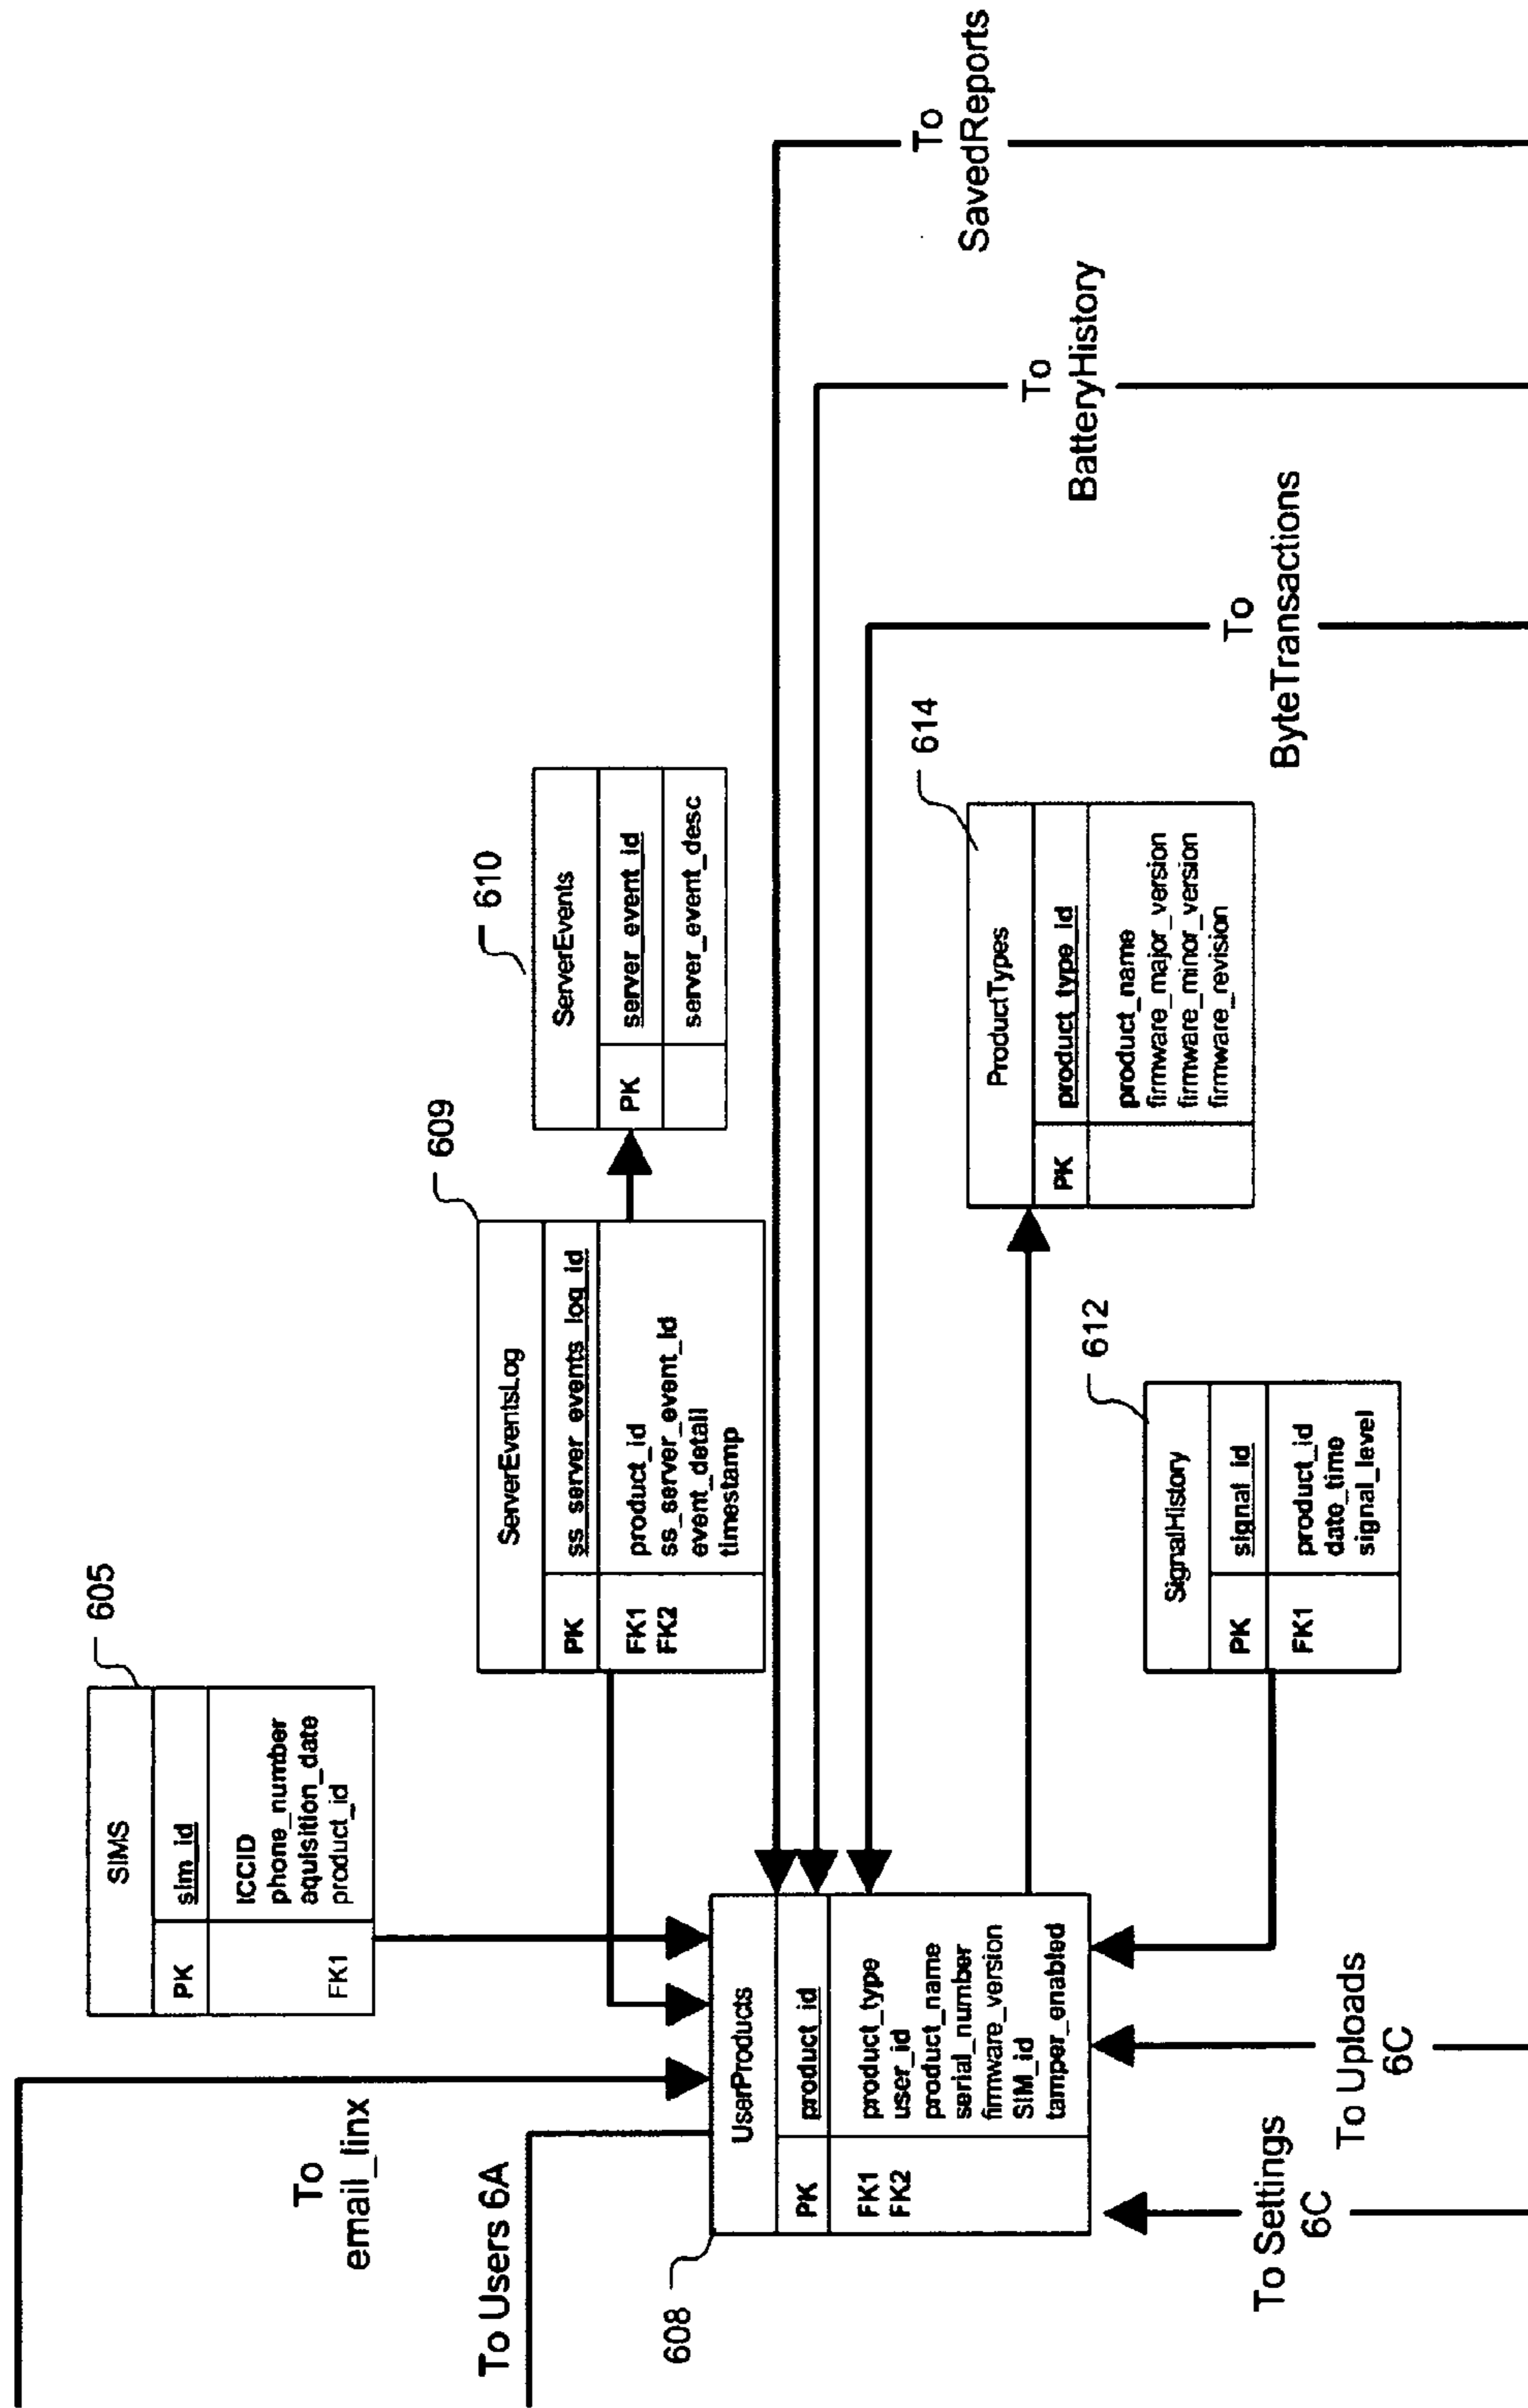 SIMS
605
PK
sim_id
FK1
ICCID
phone_number
aquisition_date
product_id
ServerEventsLog
609
PK
ss_server_events_log_id
FK1
FK2
product_id
ss_server_event_id
event_detail
timestamp
ServerEvents
610
PK
server_event_id
server_event_desc
To
email_linx
To Users 6A
To
SavedReports
To
BatteryHistory
To
ByteTransactions
UserProducts
608
PK
product_id
FK1
FK2
product_type
user_id
product_name
serial_number
firmware_version
SIM_id
tamper_enabled
ProductTypes
614
PK
product_type_id
product_name
firmware_major_version
firmware_minor_version
firmware_revision
SignalHistory
612
PK
signal_id
FK1
product_id
date_time
signal_level
To Settings
6C
To Uploads
6C